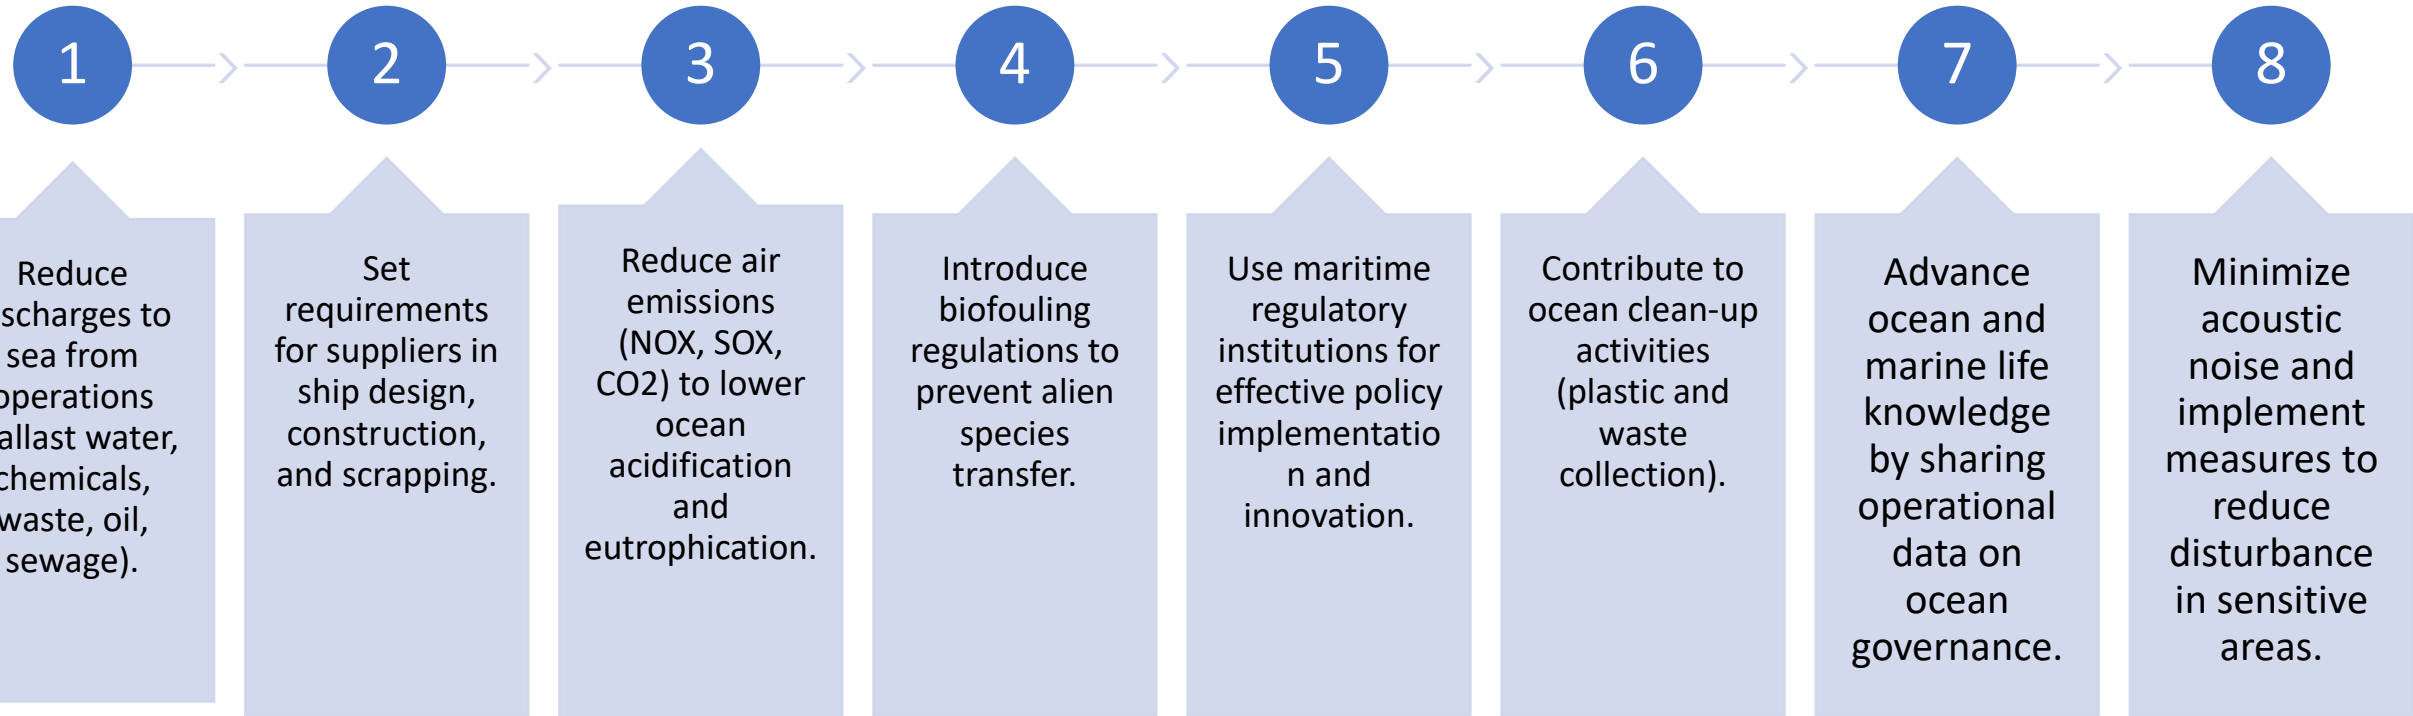 1
2
3
4
5
6
7
8
Reduce
scharges to
sea from
operations
allast water,
chemicals,
waste, oil,
sewage).
Set
requirements
for suppliers in
ship design,
construction,
and scrapping.
Reduce air
emissions
(NOX, SOX,
CO2) to lower
ocean
acidification
and
eutrophication.
Introduce
biofouling
regulations to
prevent alien
species
transfer.
Use maritime
regulatory
institutions for
effective policy
implementatio
n and
innovation.
Contribute to
ocean clean-up
activities
(plastic and
waste
collection).
Advance
ocean and
marine life
knowledge
by sharing
operational
data on
ocean
governance.
Minimize
acoustic
noise and
implement
measures to
reduce
disturbance
in sensitive
areas.